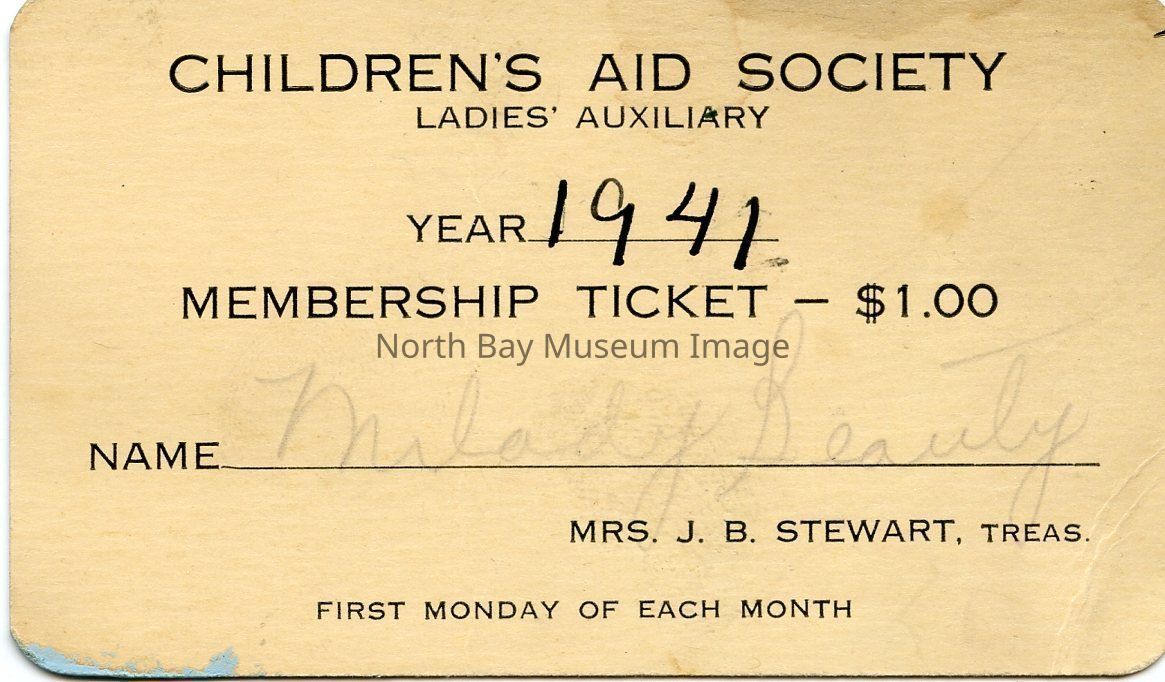 CHILDREN'S AID SOCIETY
LADIES' AUXILIARY
YEAR 1941
MEMBERSHIP TICKET — $1.00
North Bay Museum Image
NAME Milady Beauty
MRS. J. B. STEWART, TREAS.
FIRST MONDAY OF EACH MONTH